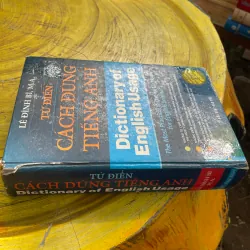 LÊ ĐÌNH BÌ, M.A.
TỪ ĐIỂN
CÁCH DÙNG
TIẾNG ANH
Dictionary of
English Usage
TỪ ĐIỂN
CÁCH DÙNG TIẾNG ANH
Dictionary of English Usage